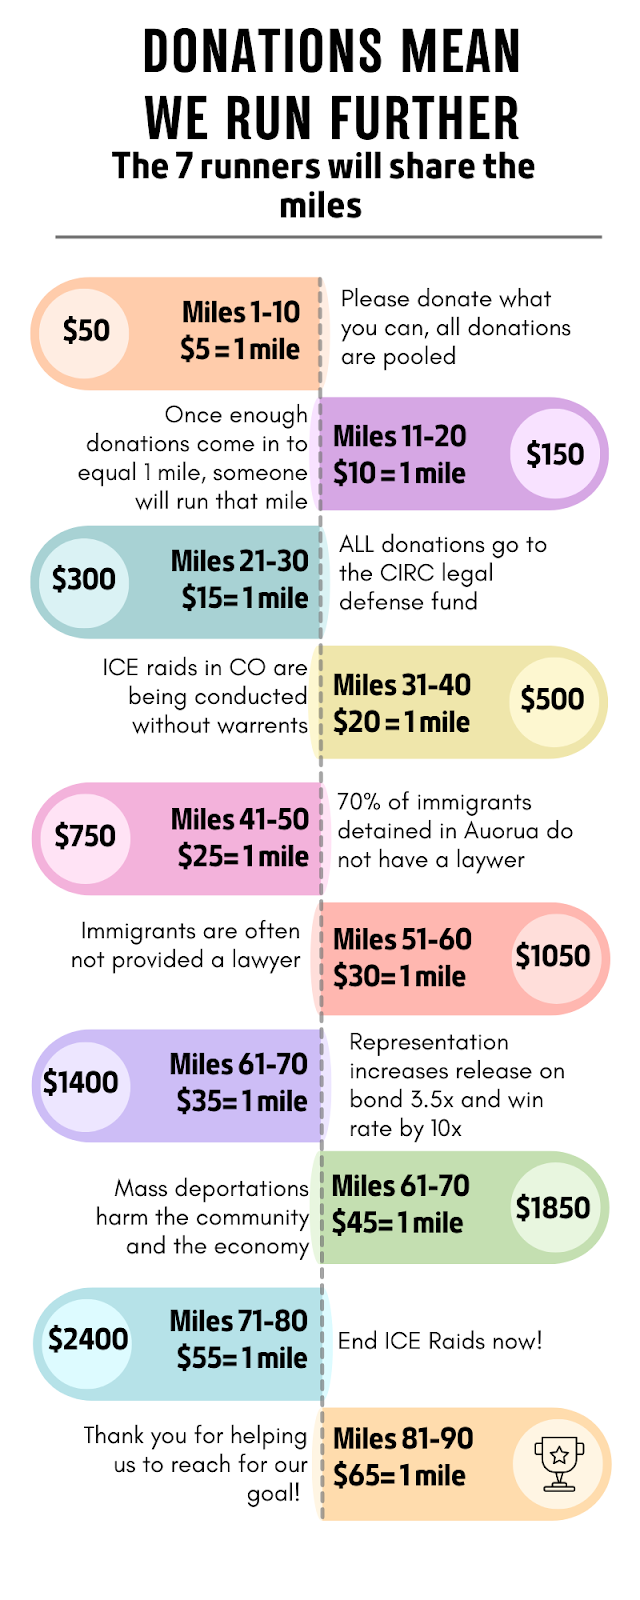 DONATIONS MEAN
WE RUN FURTHER
The 7 runners will share the
miles
$50
Miles 1-10
$5 = 1 mile
Please donate what
you can, all donations
are pooled
Once enough
donations come in to
equal 1 mile, someone
will run that mile
Miles 11-20
$10 = 1 mile
$150
$300
Miles 21-30
$15= 1 mile
ALL donations go to
the CIRC legal
defense fund
ICE raids in CO are
being conducted
without warrents
Miles 31-40
$20 = 1 mile
$500
$750
Miles 41-50
$25= 1 mile
70% of immigrants
detained in Auorua do
not have a laywer
Immigrants are often
not provided a lawyer
Miles 51-60
$30= 1 mile
$1050
$1400
Miles 61-70
$35= 1 mile
Representation
increases release on
bond 3.5x and win
rate by 10x
Mass deportations
harm the community
and the economy
Miles 61-70
$45= 1 mile
$1850
$2400
Miles 71-80
$55= 1 mile
End ICE Raids now!
Thank you for helping
us to reach for our
goal!
Miles 81-90
$65= 1 mile